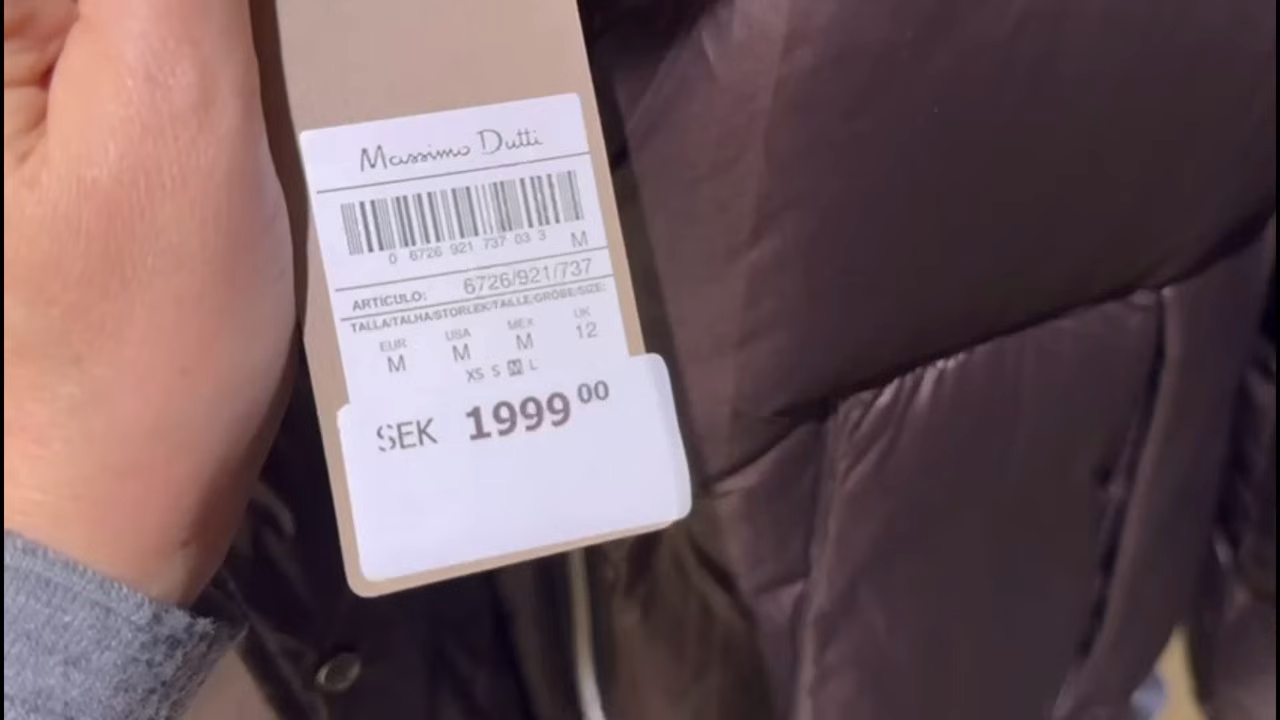 Massimo Dutti
0 6726 921 737 03 3 M
ARTICULO: 6726/921/737
TALLA/TALHA/STORLEK/TAILLE/GRÖBE/SIZE:
EUR USA MEX UK
M M M 12
XS S M L
SEK 1999 00